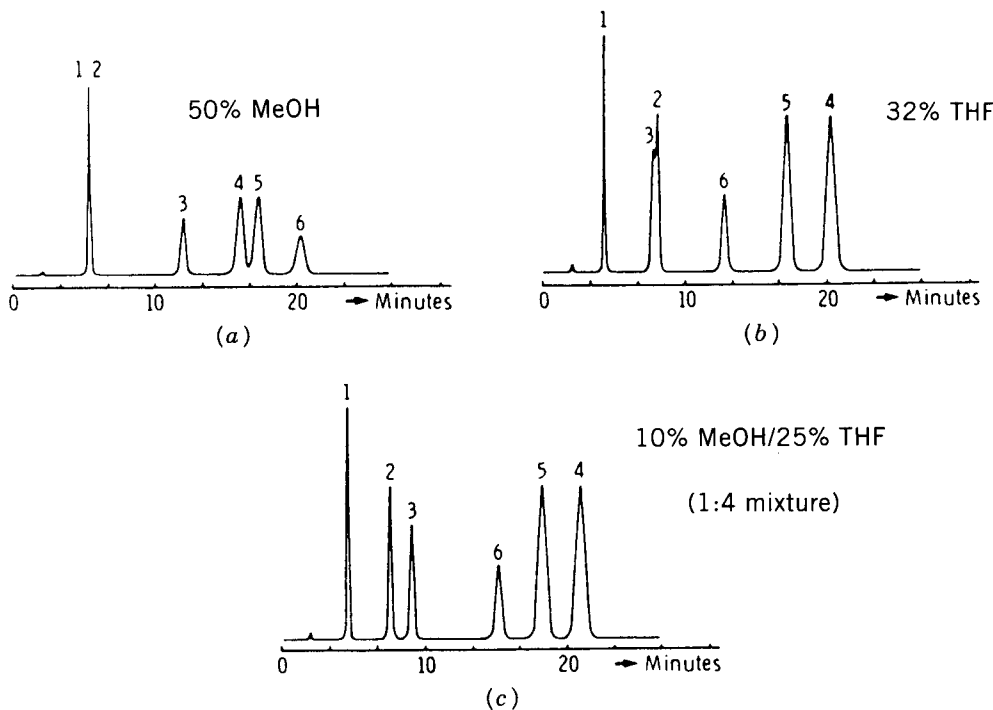 1 2
50% MeOH
3
4 5
6
0 10 20 → Minutes
(a)
1
2
3
5 4
32% THF
6
0 10 20 → Minutes
(b)
1
10% MeOH/25% THF
2
5 4
(1:4 mixture)
3
6
0 10 20 → Minutes
(c)